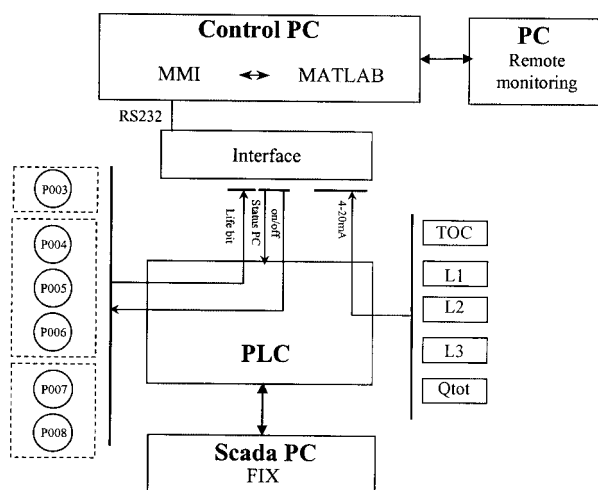 Control PC
MMI MATLAB
PC
Remote
monitoring
RS232
Interface
Life bit
Status PC
on/off
4-20mA
P003
P004
P005
P006
P007
P008
TOC
L1
L2
L3
Qtot
PLC
Scada PC
FIX